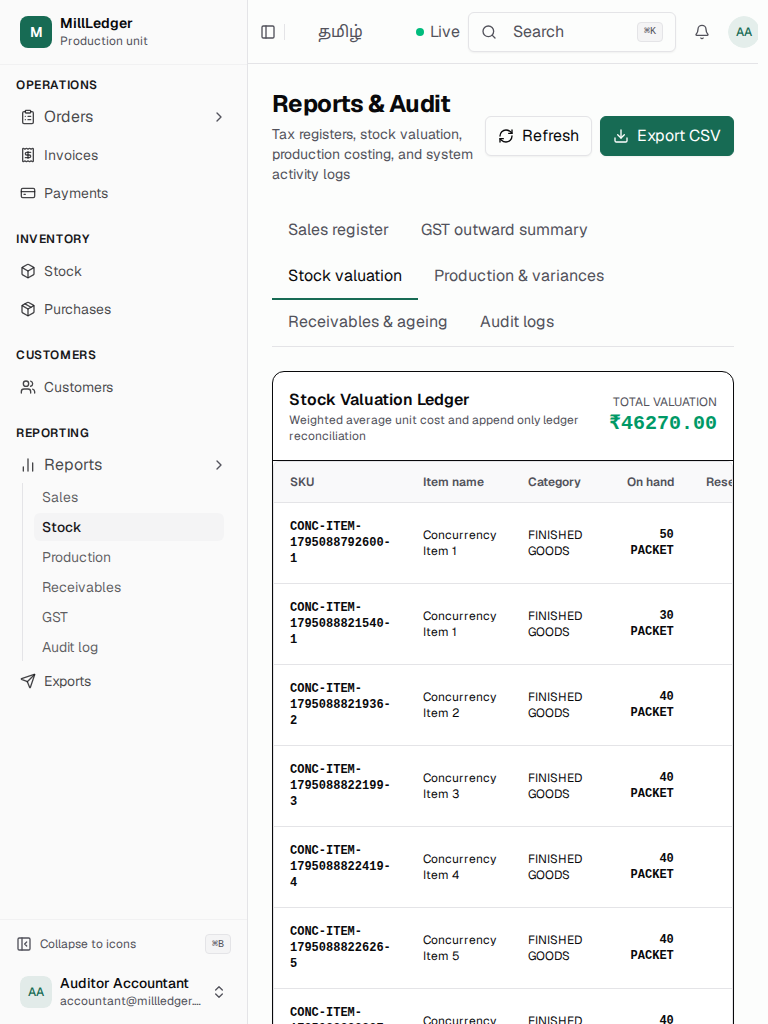 M
MillLedger
Production unit
OPERATIONS
Orders
Invoices
Payments
INVENTORY
Stock
Purchases
CUSTOMERS
Customers
REPORTING
Reports
Sales
Stock
Production
Receivables
GST
Audit log
Exports
Collapse to icons
⌘B
AA
Auditor Accountant
accountant@millledger...
தமிழ்
Live
Search
⌘K
AA
Reports & Audit
Tax registers, stock valuation,
production costing, and system
activity logs
Refresh
Export CSV
Sales register
GST outward summary
Stock valuation
Production & variances
Receivables & ageing
Audit logs
Stock Valuation Ledger
Weighted average unit cost and append only ledger
reconciliation
TOTAL VALUATION
₹46270.00
SKU Item name Category On hand
CONC-ITEM-
1795088792600-
1
Concurrency
Item 1
FINISHED
GOODS
50
PACKET
CONC-ITEM-
1795088821540-
1
Concurrency
Item 1
FINISHED
GOODS
30
PACKET
CONC-ITEM-
1795088821936-
2
Concurrency
Item 2
FINISHED
GOODS
40
PACKET
CONC-ITEM-
1795088822199-
3
Concurrency
Item 3
FINISHED
GOODS
40
PACKET
CONC-ITEM-
1795088822419-
4
Concurrency
Item 4
FINISHED
GOODS
40
PACKET
CONC-ITEM-
1795088822626-
5
Concurrency
Item 5
FINISHED
GOODS
40
PACKET
CONC-ITEM-
Concurrency
FINISHED
40